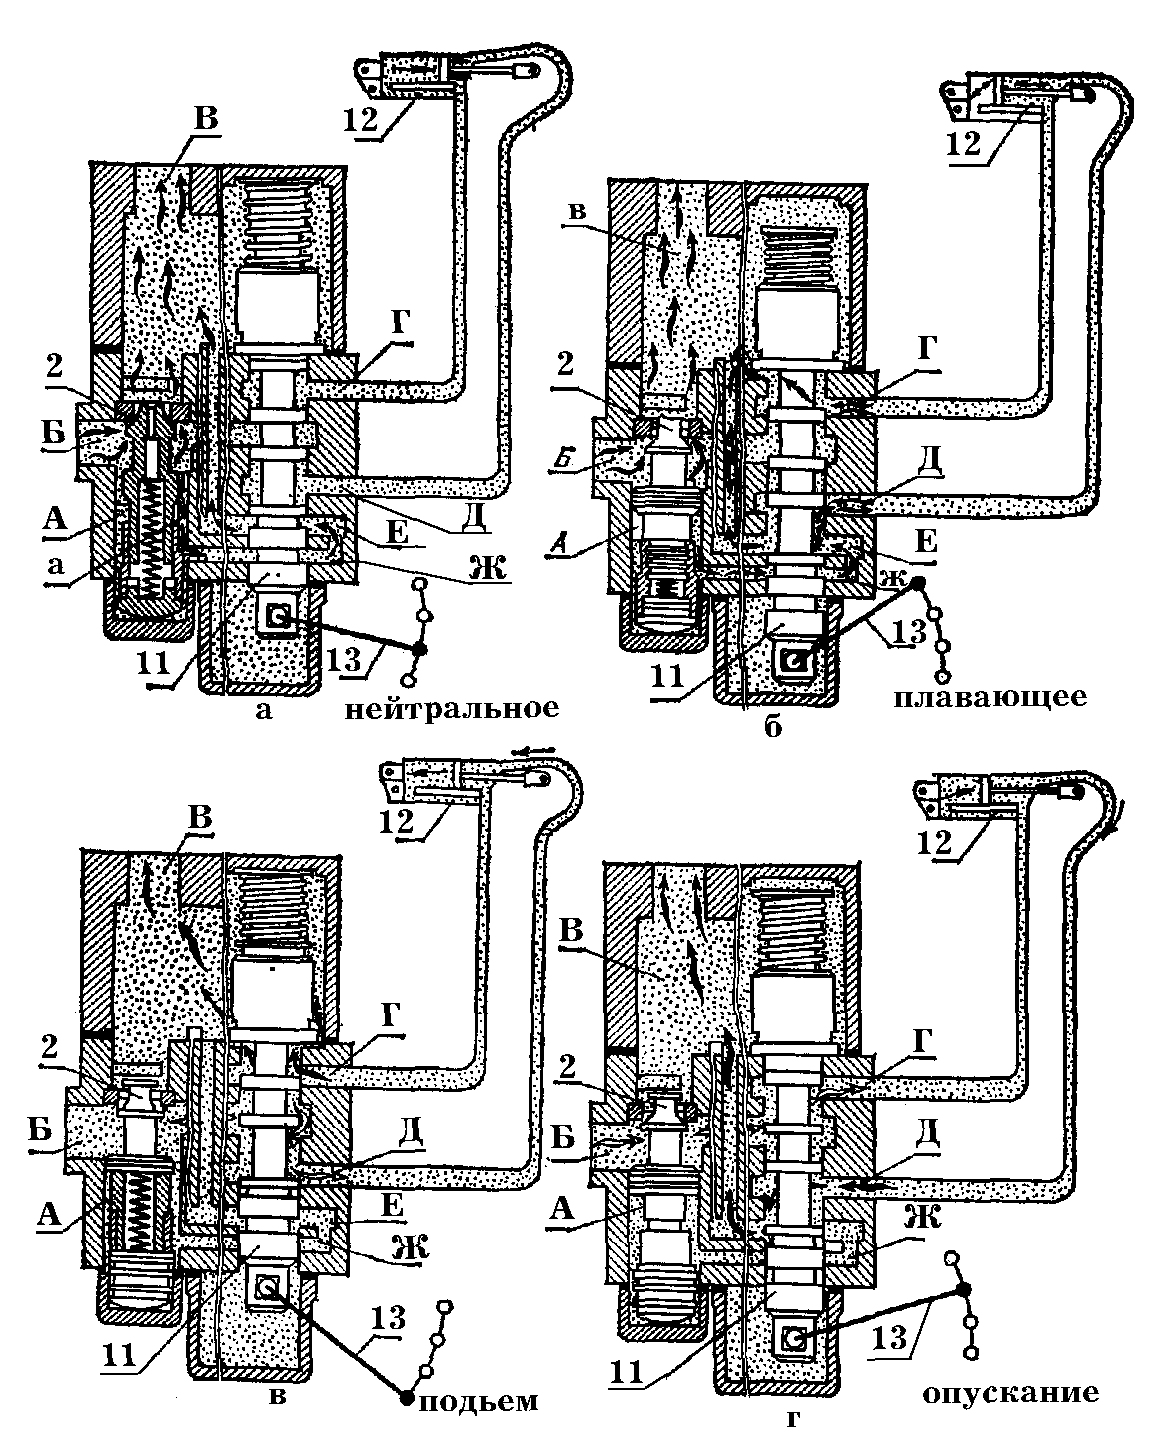 В
12
2
Г
Б
А
Д
а
Е
Ж
11
13
а
нейтральное
12
в
2
Г
Б
Д
А
Е
ж
13
11
плавающее
б
12
В
Г
2
Б
Д
А
Е
Ж
13
11
в
подьем
12
В
Г
2
Б
Д
А
Ж
13
11
опускание
г